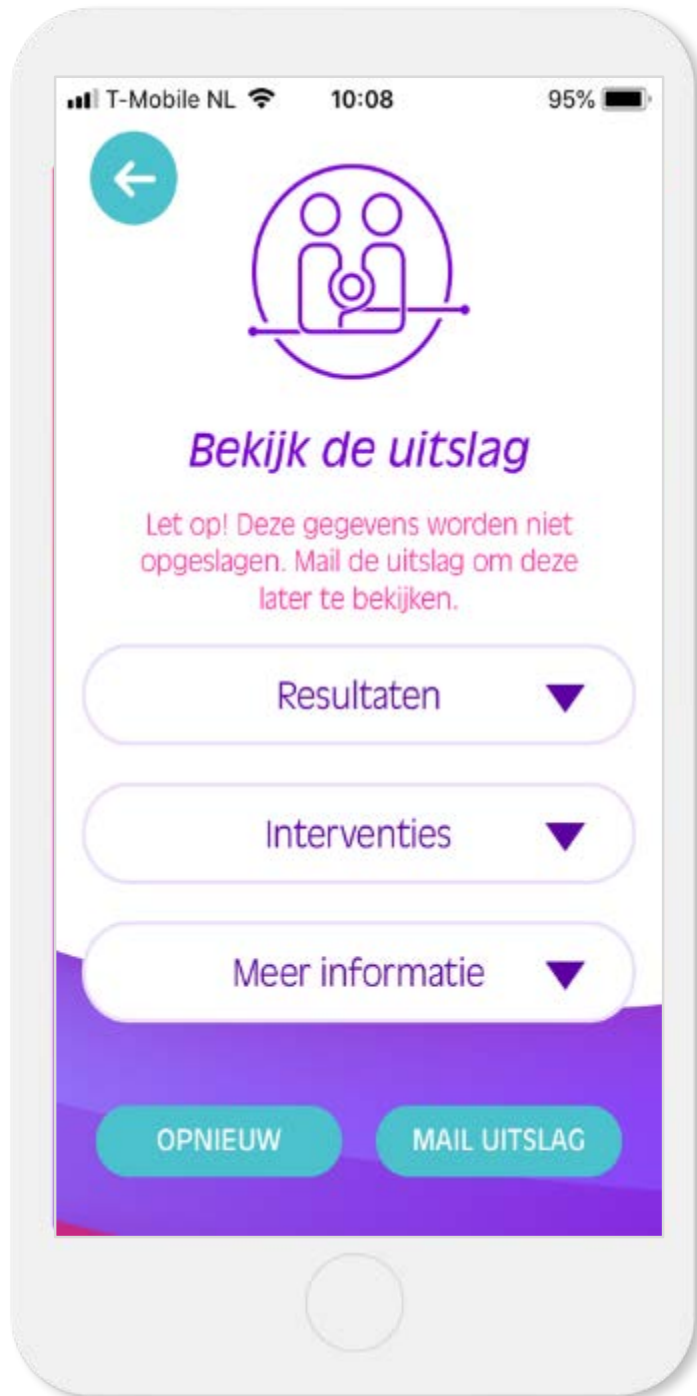 T-Mobile NL 10:08 95%
Bekijk de uitslag
Let op! Deze gegevens worden niet
opgeslagen. Mail de uitslag om deze
later te bekijken.
Resultaten
Interventies
Meer informatie
OPNIEUW MAIL UITSLAG